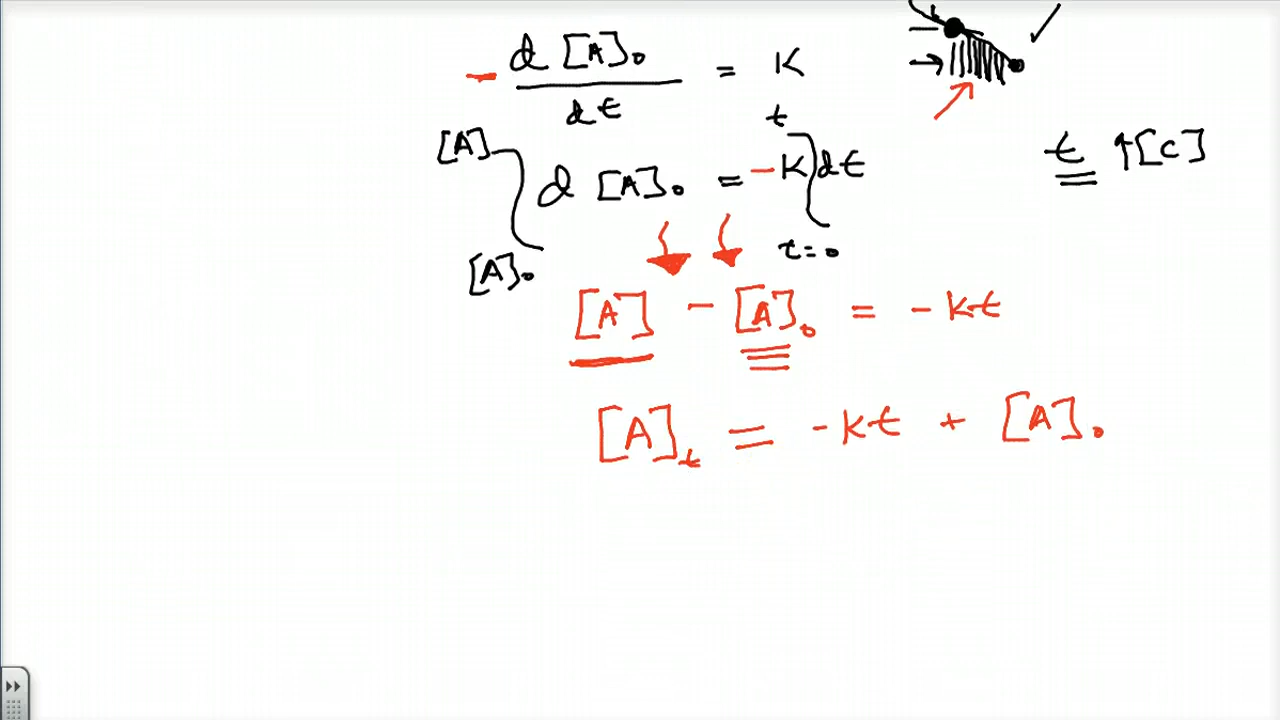 - d [A]₀ / dt = K
[A] t
d [A]₀ = - K dt
t ↑[c]
[A]₀ t=0
[A] - [A]₀ = - kt
[A]t = - kt + [A]₀